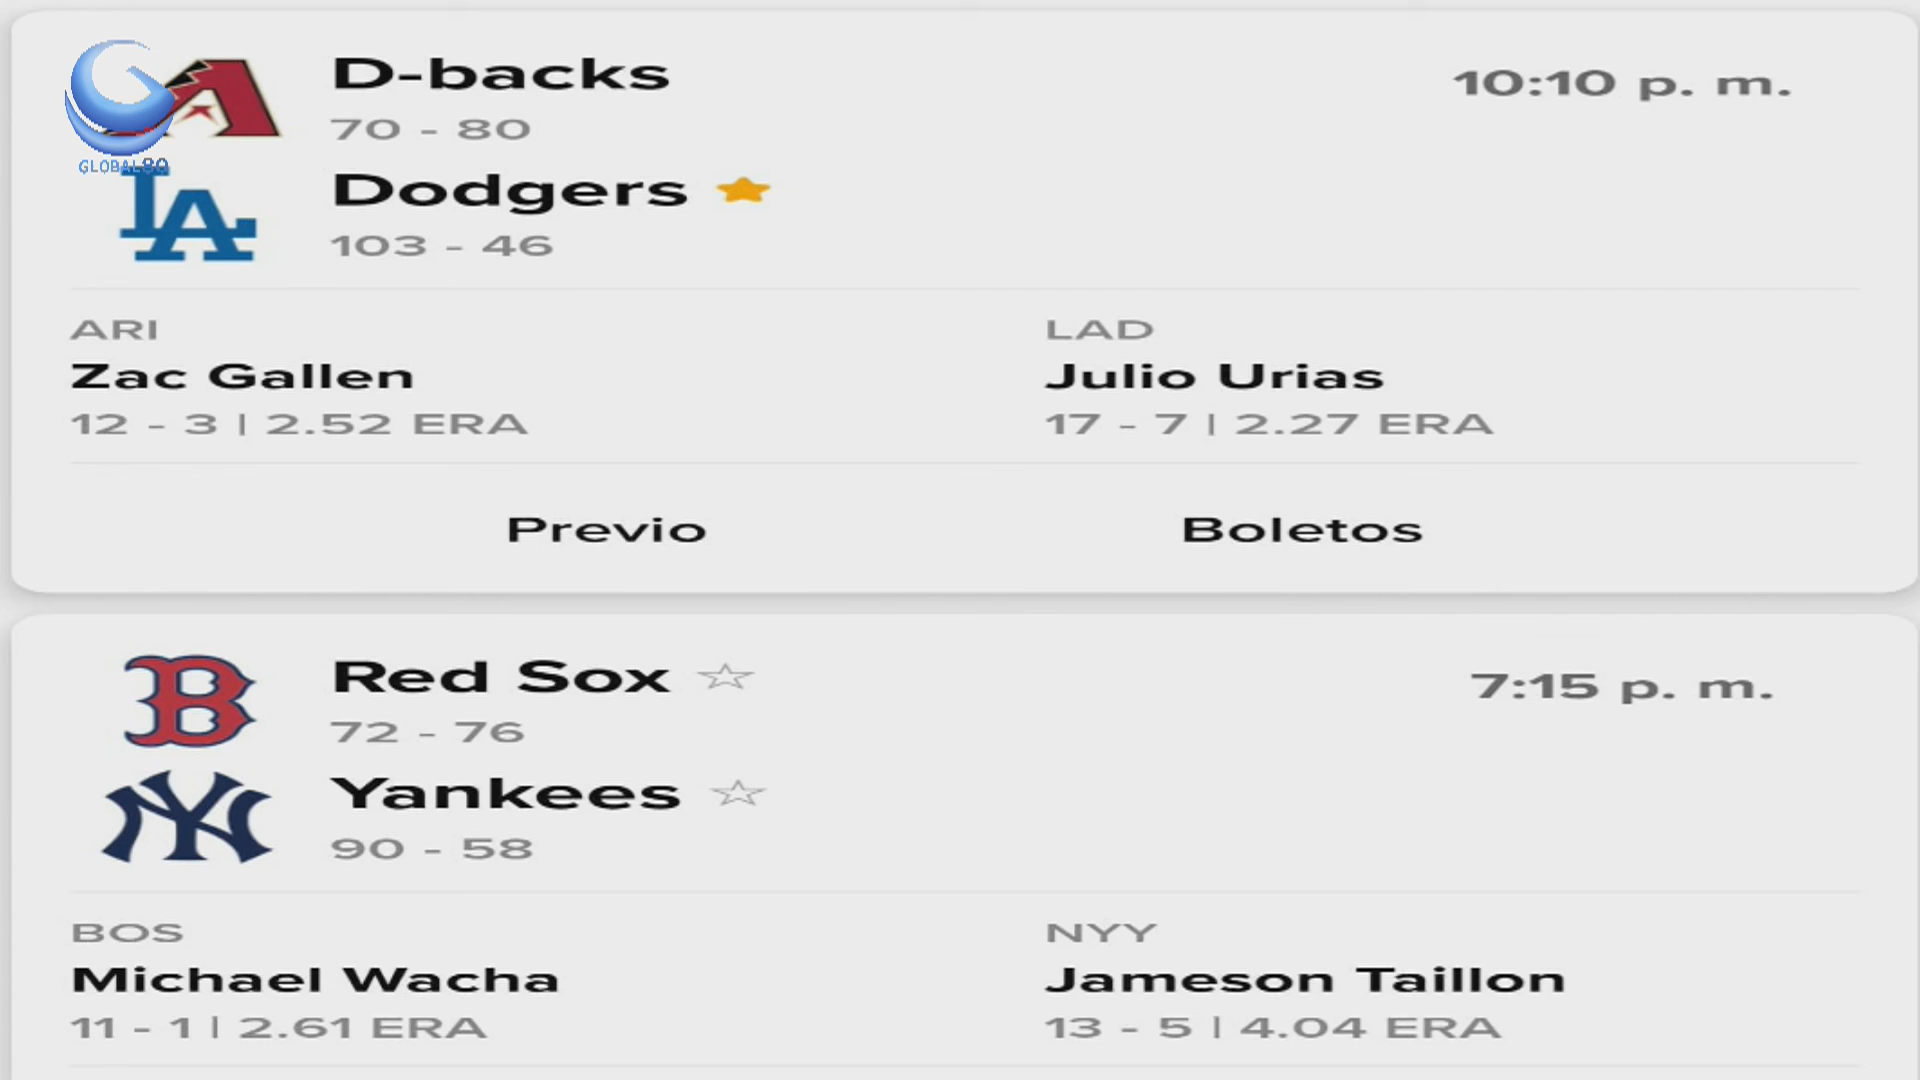 D-backs
10:10 p. m.
70 - 80
GLOBAL80
Dodgers
103 - 46
ARI
LAD
Zac Gallen
Julio Urias
12 - 3 | 2.52 ERA
17 - 7 | 2.27 ERA
Previo
Boletos
Red Sox
7:15 p. m.
72 - 76
Yankees
90 - 58
BOS
NYY
Michael Wacha
Jameson Taillon
11 - 1 | 2.61 ERA
13 - 5 | 4.04 ERA